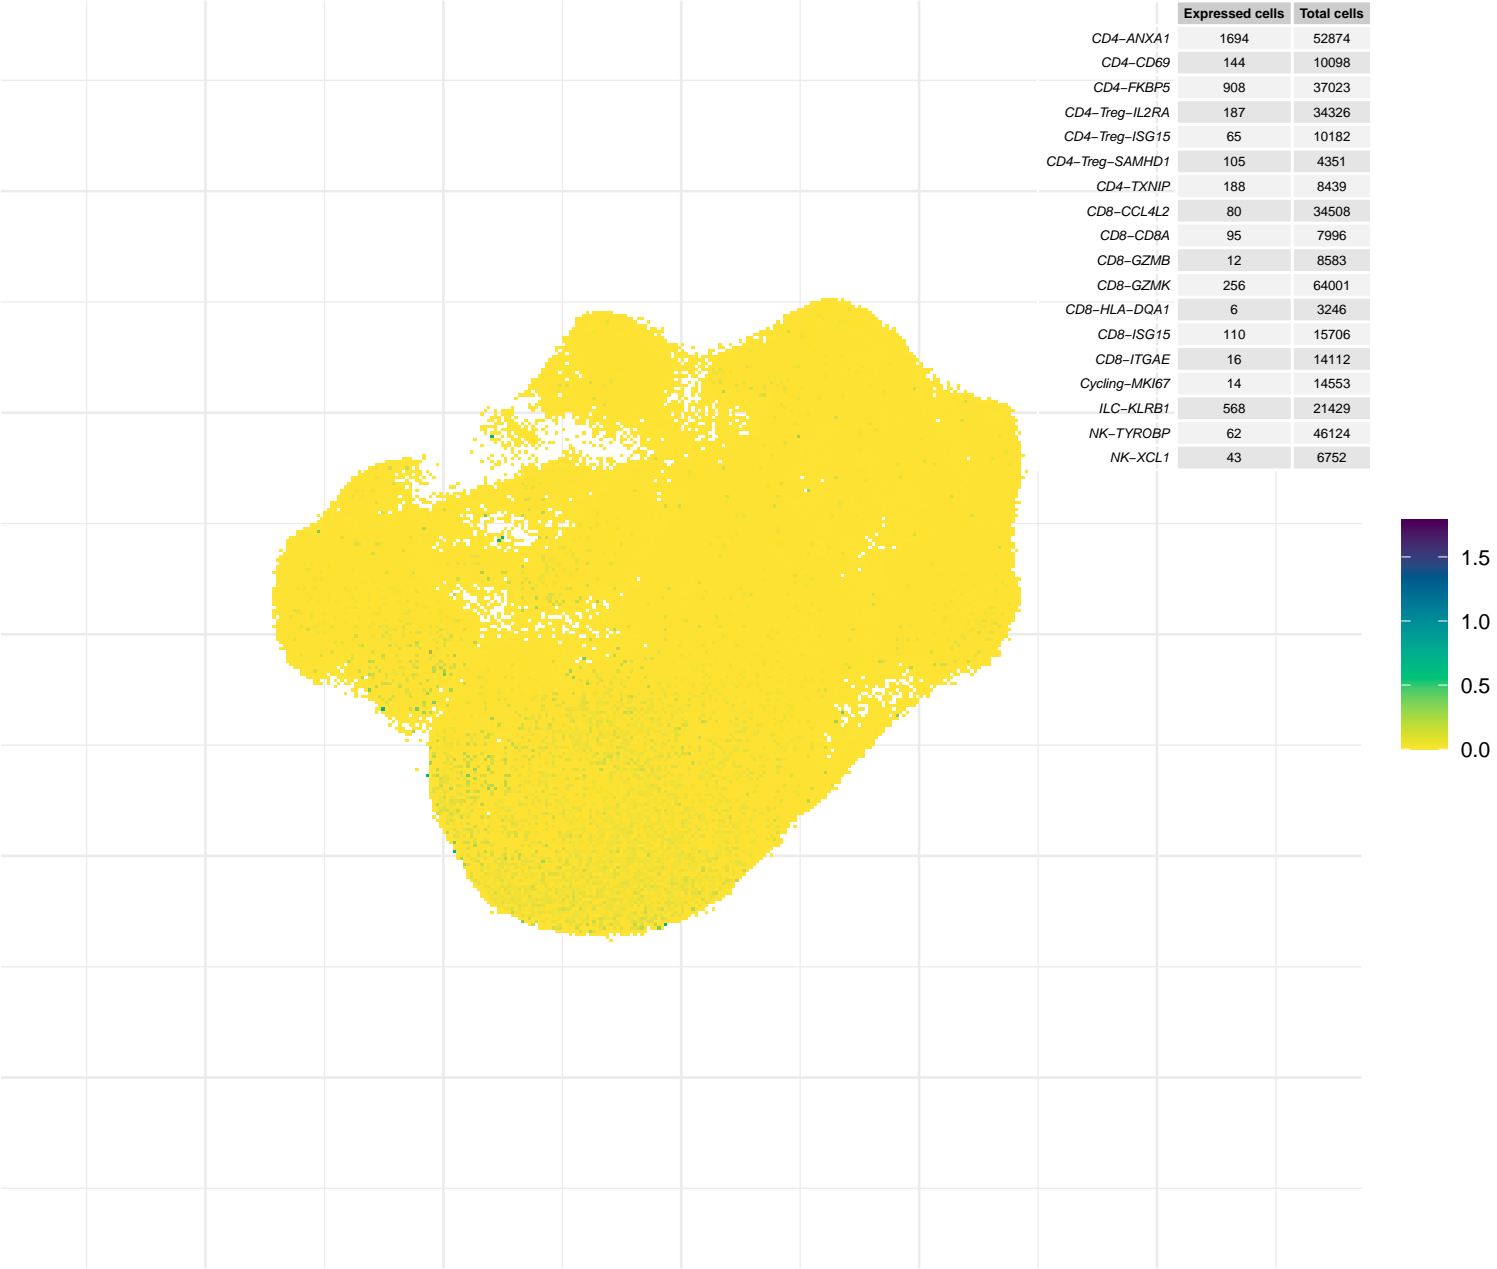 Expressed cells Total cells
CD4−ANXA1 1694 52874
CD4−CD69 144 10098
CD4−FKBP5 908 37023
CD4−Treg−IL2RA 187 34326
CD4−Treg−ISG15 65 10182
CD4−Treg−SAMHD1 105 4351
CD4−TXNIP 188 8439
CD8−CCL4L2 80 34508
CD8−CD8A 95 7996
CD8−GZMB 12 8583
CD8−GZMK 256 64001
CD8−HLA−DQA1 6 3246
CD8−ISG15 110 15706
CD8−ITGAE 16 14112
Cycling−MKI67 14 14553
ILC−KLRB1 568 21429
NK−TYROBP 62 46124
NK−XCL1 43 6752
1.5
1.0
0.5
0.0